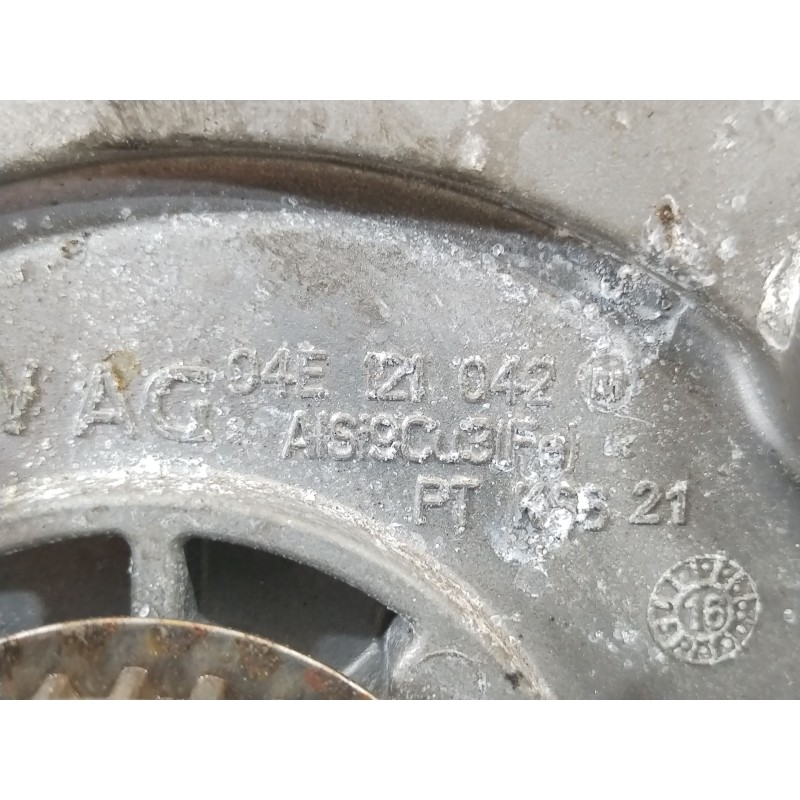 VAG 04E 121 042 M
AlSi9Cu3(Fe)
PT 21
16